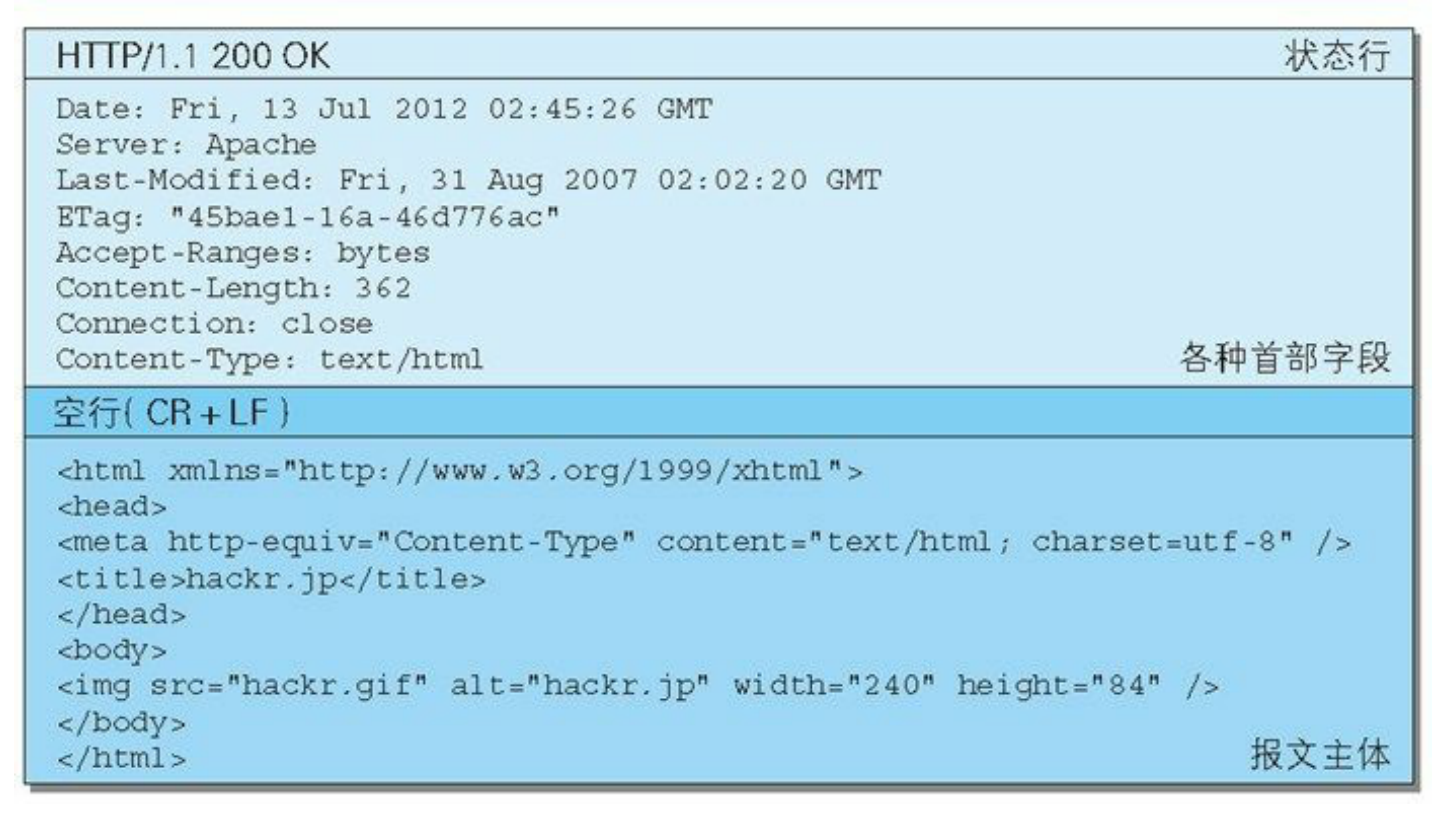 HTTP/1.1 200 OK 状态行
Date: Fri, 13 Jul 2012 02:45:26 GMT
Server: Apache
Last-Modified: Fri, 31 Aug 2007 02:02:20 GMT
ETag: "45bae1-16a-46d776ac"
Accept-Ranges: bytes
Content-Length: 362
Connection: close
Content-Type: text/html 各种首部字段
空行( CR + LF )
<html xmlns="http://www.w3.org/1999/xhtml">
<head>
<meta http-equiv="Content-Type" content="text/html; charset=utf-8" />
<title>hackr.jp</title>
</head>
<body>
<img src="hackr.gif" alt="hackr.jp" width="240" height="84" />
</body>
</html> 报文主体